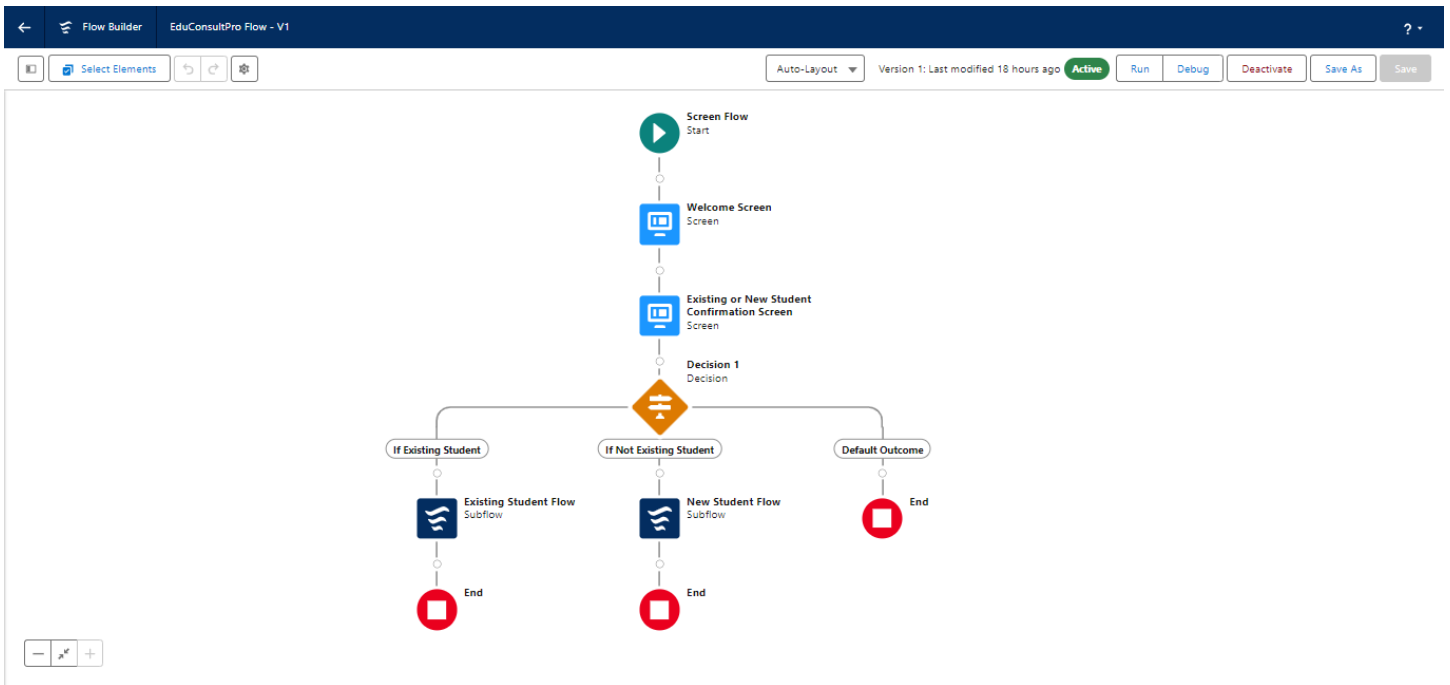 Flow Builder EduConsultPro Flow - V1 ?
Select Elements Auto-Layout Version 1: Last modified 18 hours ago Active Run Debug Deactivate Save As Save
Screen Flow
Start
Welcome Screen
Screen
Existing or New Student
Confirmation Screen
Screen
Decision 1
Decision
If Existing Student If Not Existing Student Default Outcome
Existing Student Flow New Student Flow End
Subflow Subflow
End End